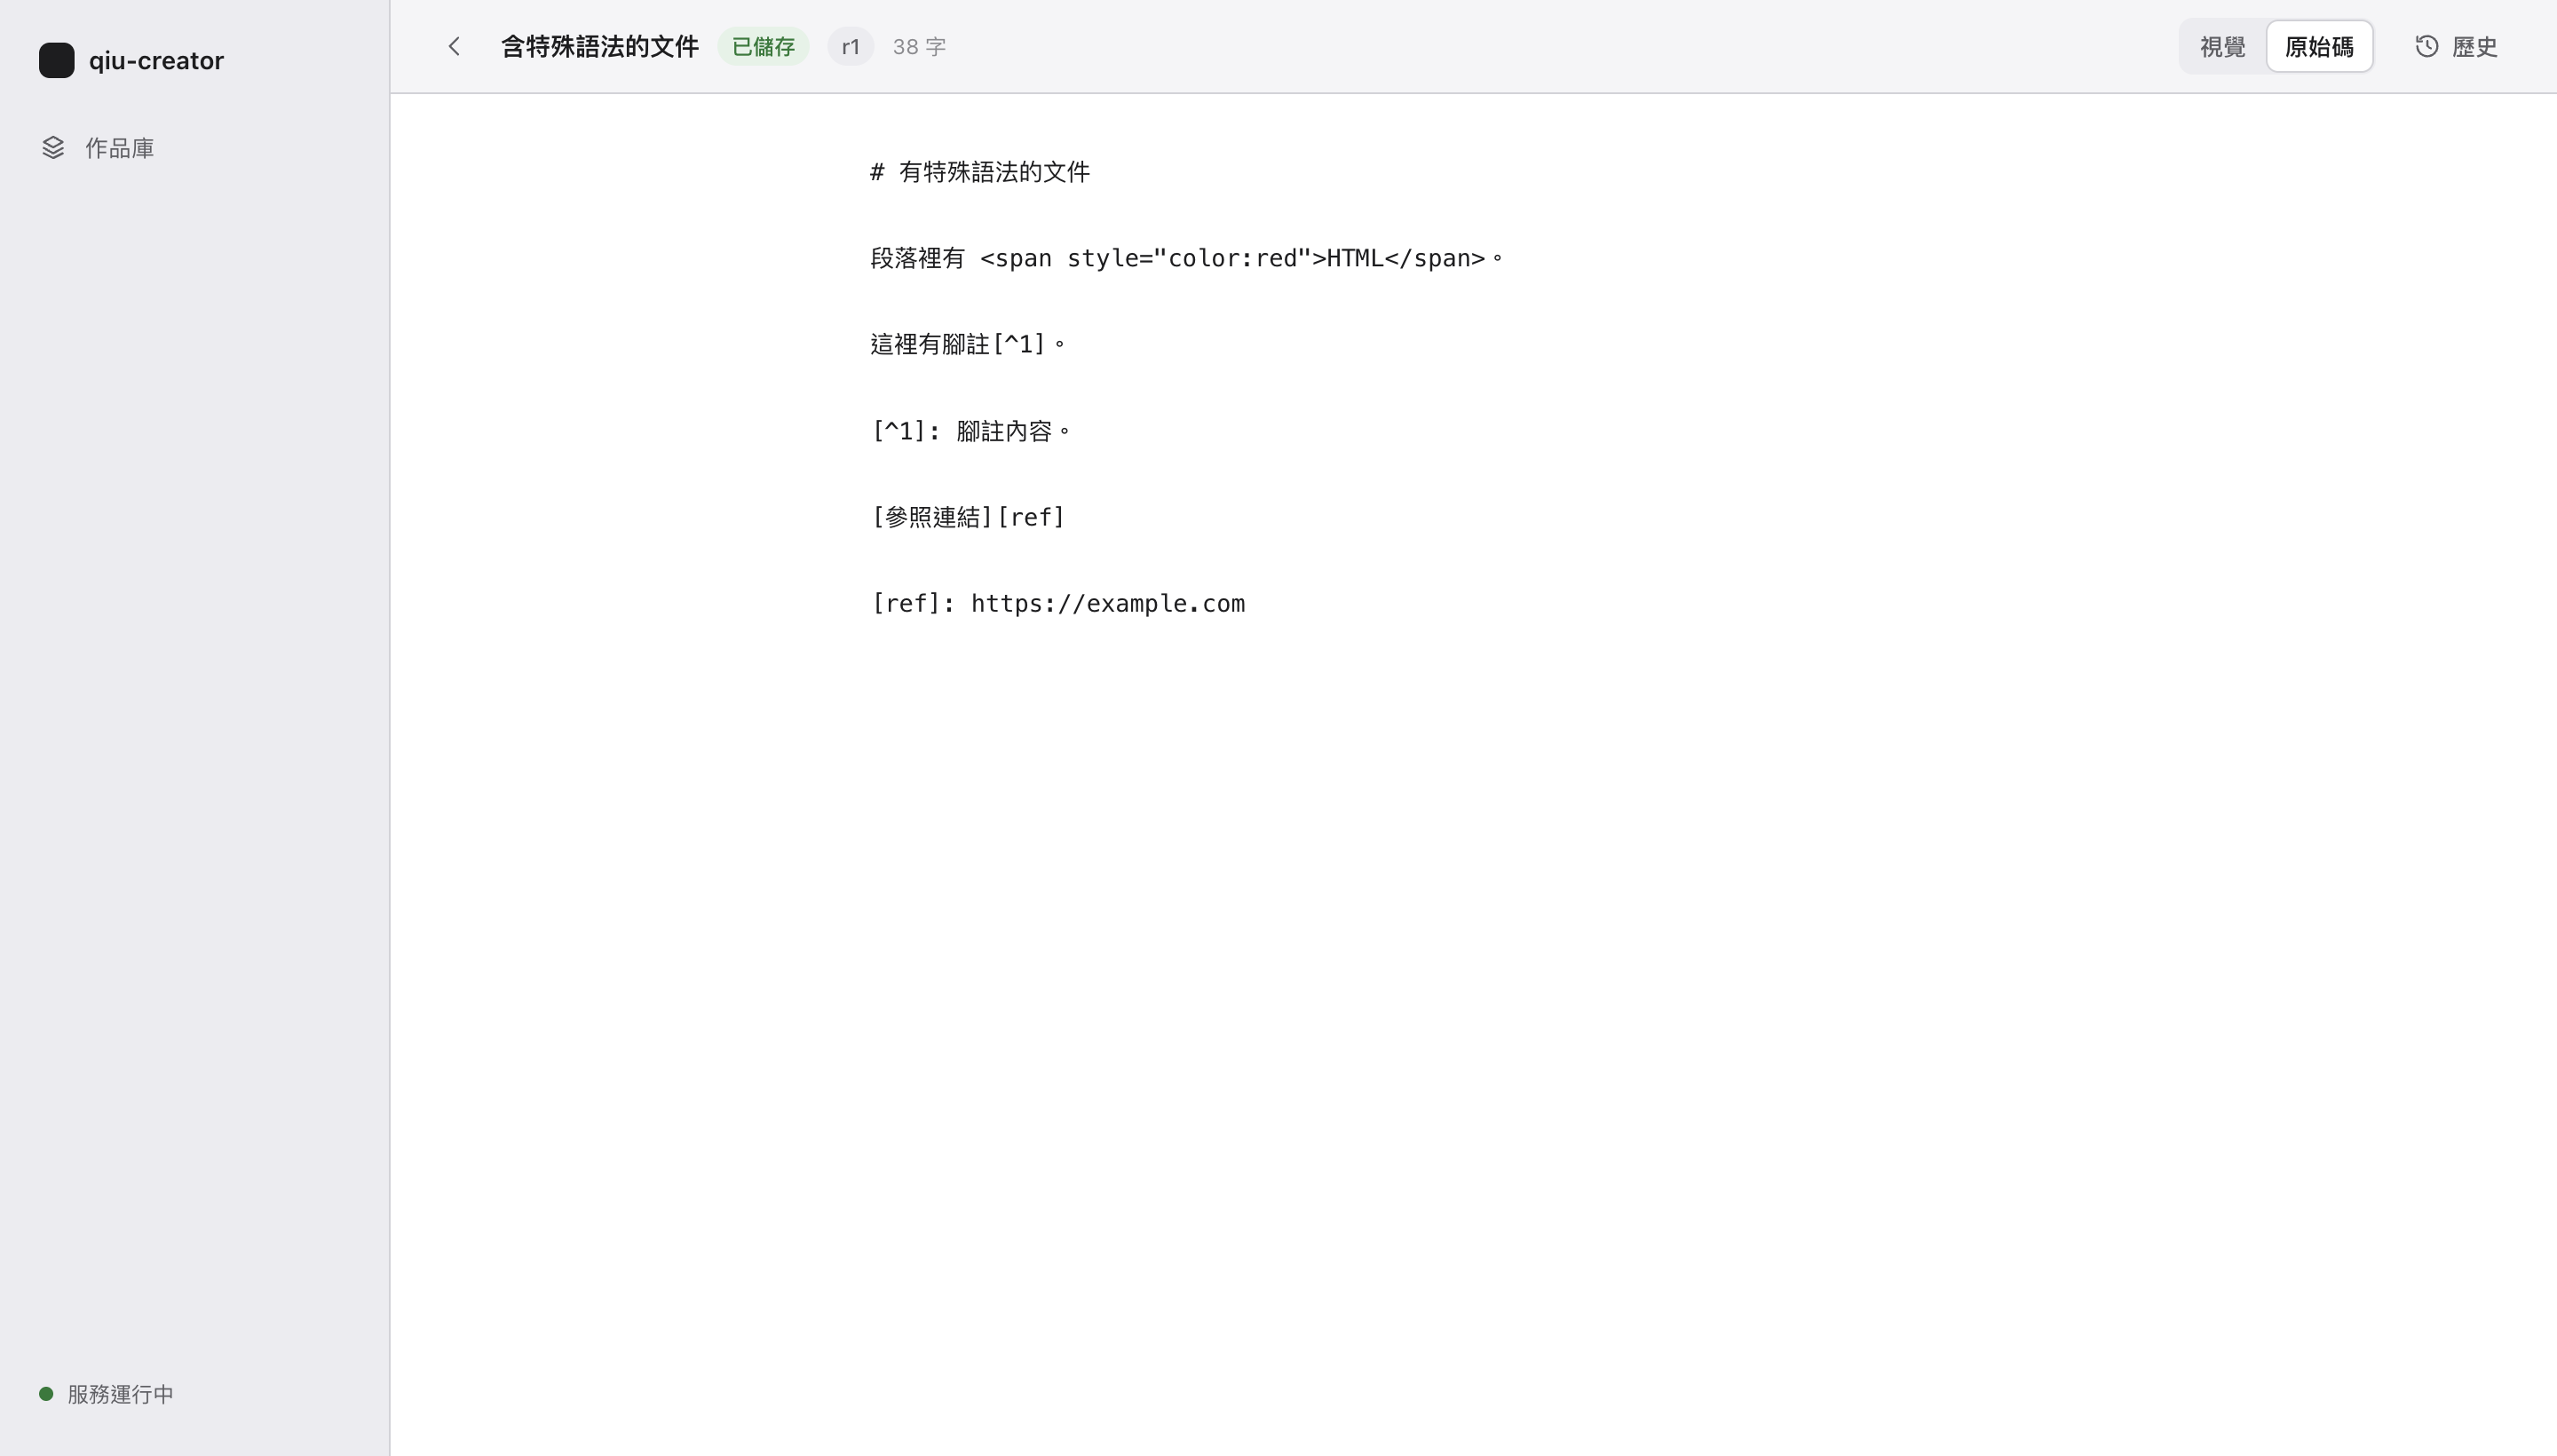 qiu-creator
作品庫
含特殊語法的文件 已儲存 r1 38 字
視覺 原始碼 歷史
# 有特殊語法的文件
段落裡有 <span style="color:red">HTML</span>。
這裡有腳註[^1]。
[^1]: 腳註內容。
[參照連結][ref]
[ref]: https://example.com
服務運行中